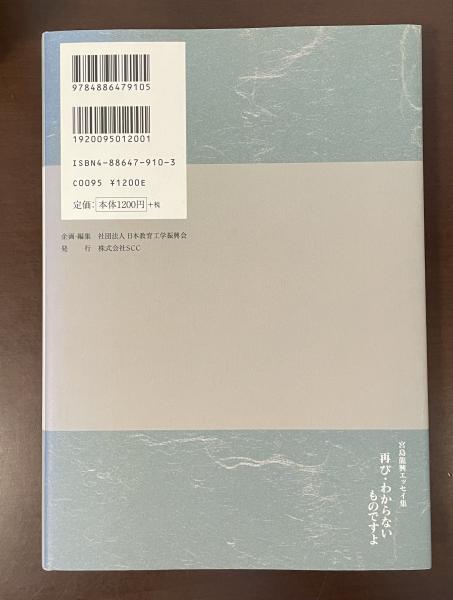 9784886479105
1920095012001
ISBN4-88647-910-3
C0095 ¥1200E
定価:本体1200円+税
企画・編集 社団法人 日本教育工学振興会
発 行 株式会社SCC
宮島龍興エッセイ集
再び・わからない
ものですよ